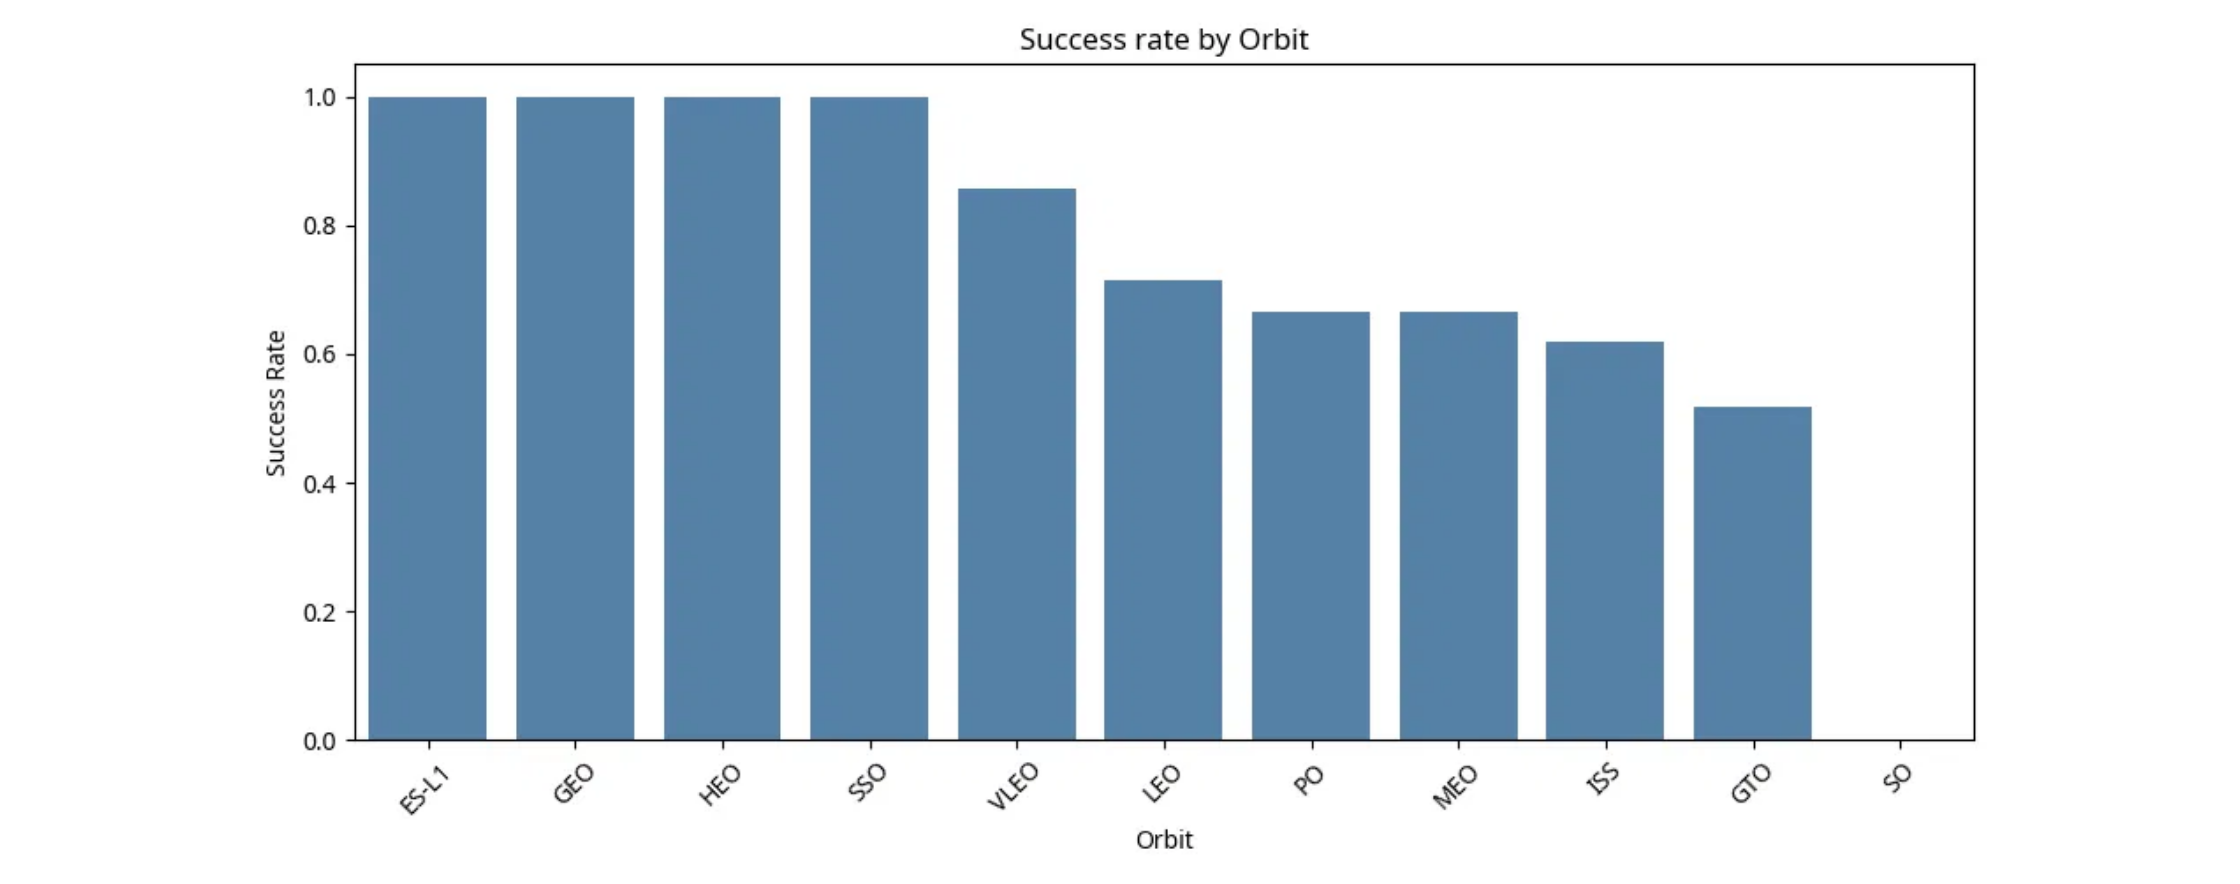 Success rate by Orbit
1.0
0.8
0.6
0.4
0.2
0.0
Success Rate
ES-L1
GEO
HEO
SSO
VLEO
LEO
PO
MEO
ISS
GTO
SO
Orbit